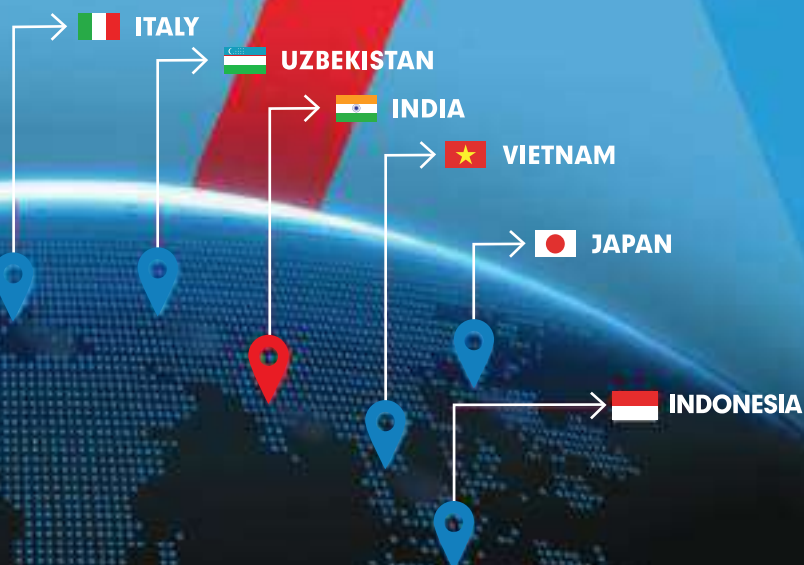 ITALY
UZBEKISTAN
INDIA
VIETNAM
JAPAN
INDONESIA